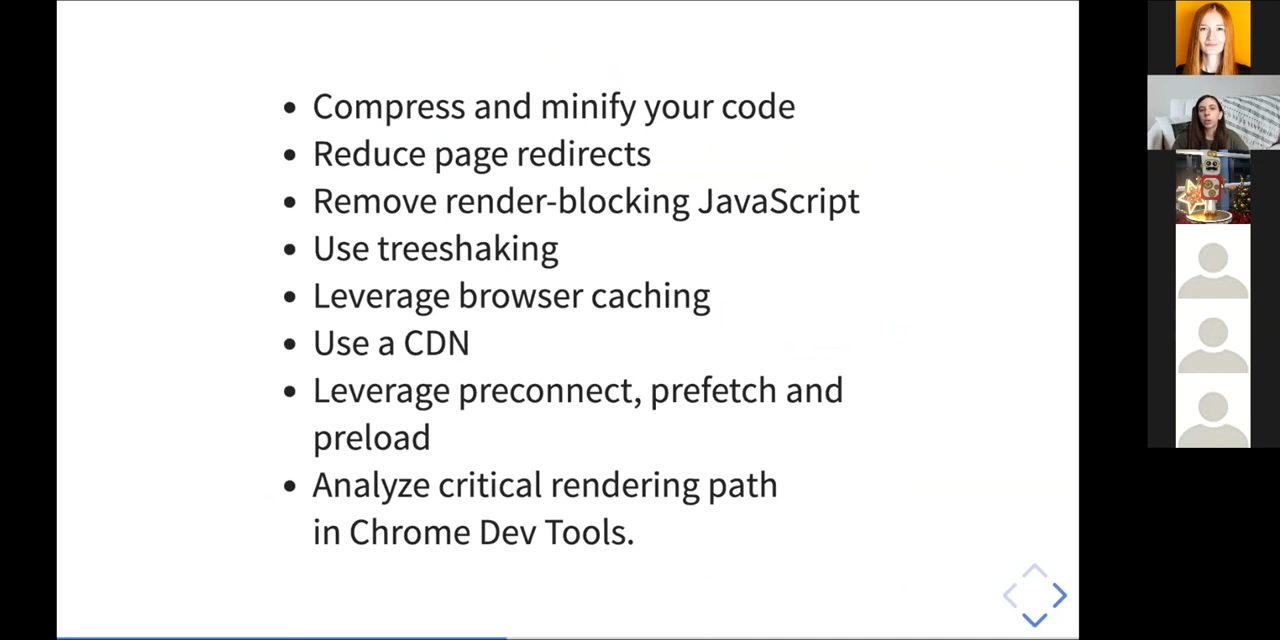 Compress and minify your code
Reduce page redirects
Remove render-blocking JavaScript
Use treeshaking
Leverage browser caching
Use a CDN
Leverage preconnect, prefetch and
preload
Analyze critical rendering path
in Chrome Dev Tools.